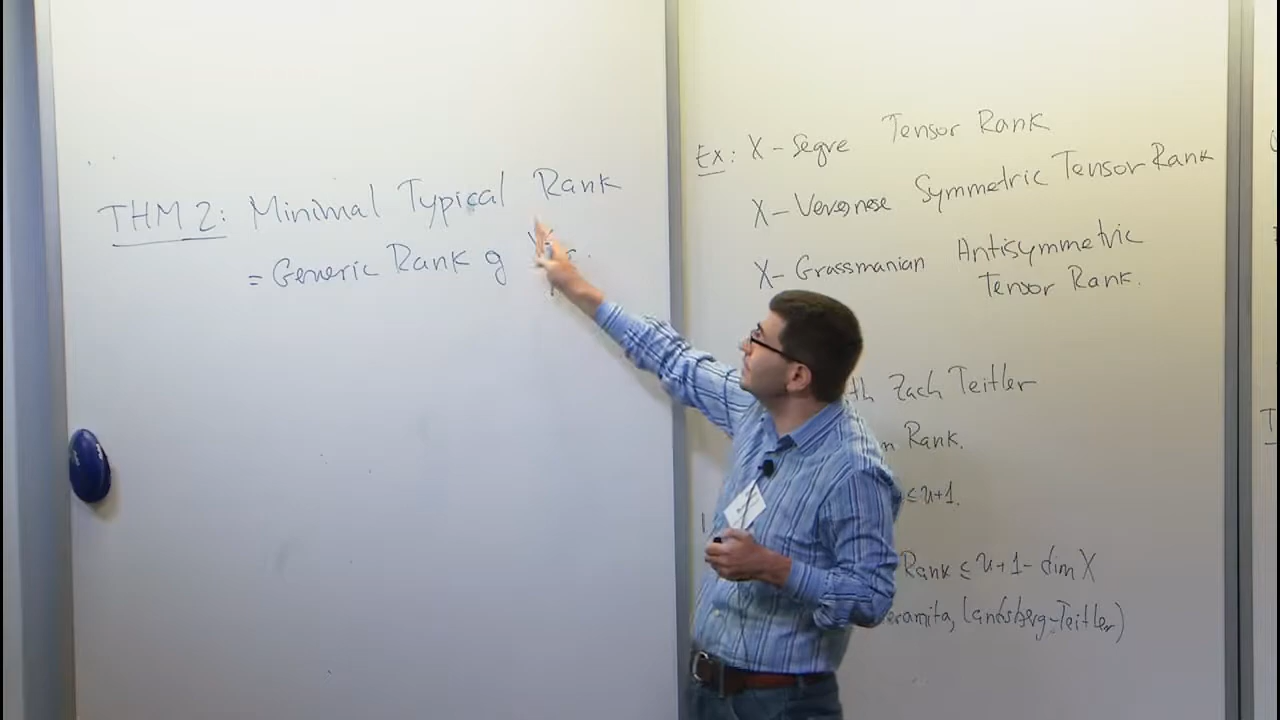 THM 2: Minimal Typical Rank
= Generic Rank g
Ex: X - Segre Tensor Rank
X - Veronese Symmetric Tensor Rank
X - Grassmanian Antisymmetric
Tensor Rank.
th Zach Teitler
n Rank.
≤ n+1.
Rank ≤ n+1 - dim X
eramita, Landsberg-Teitler)